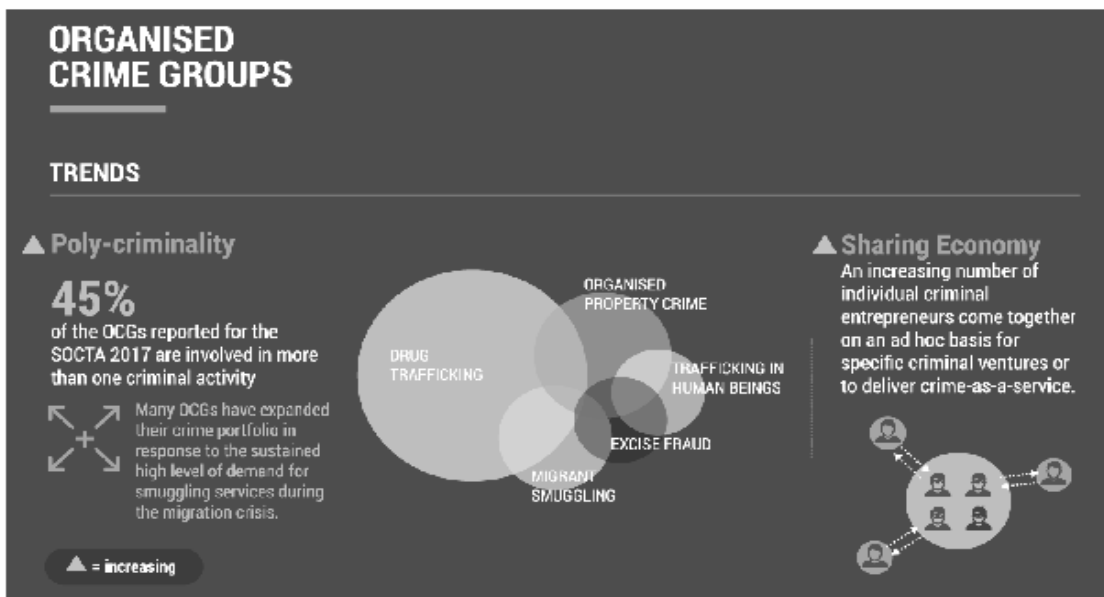 ORGANISED
CRIME GROUPS
TRENDS
Poly-criminality
45%
of the OCGs reported for the
SOCTA 2017 are involved in more
than one criminal activity
Many OCGs have expanded
their crime portfolio in
response to the sustained
high level of demand for
smuggling services during
the migration crisis.
= increasing
DRUG
TRAFFICKING
ORGANISED
PROPERTY CRIME
TRAFFICKING IN
HUMAN BEINGS
EXCISE FRAUD
MIGRANT
SMUGGLING
Sharing Economy
An increasing number of
individual criminal
entrepreneurs come together
on an ad hoc basis for
specific criminal ventures or
to deliver crime-as-a-service.